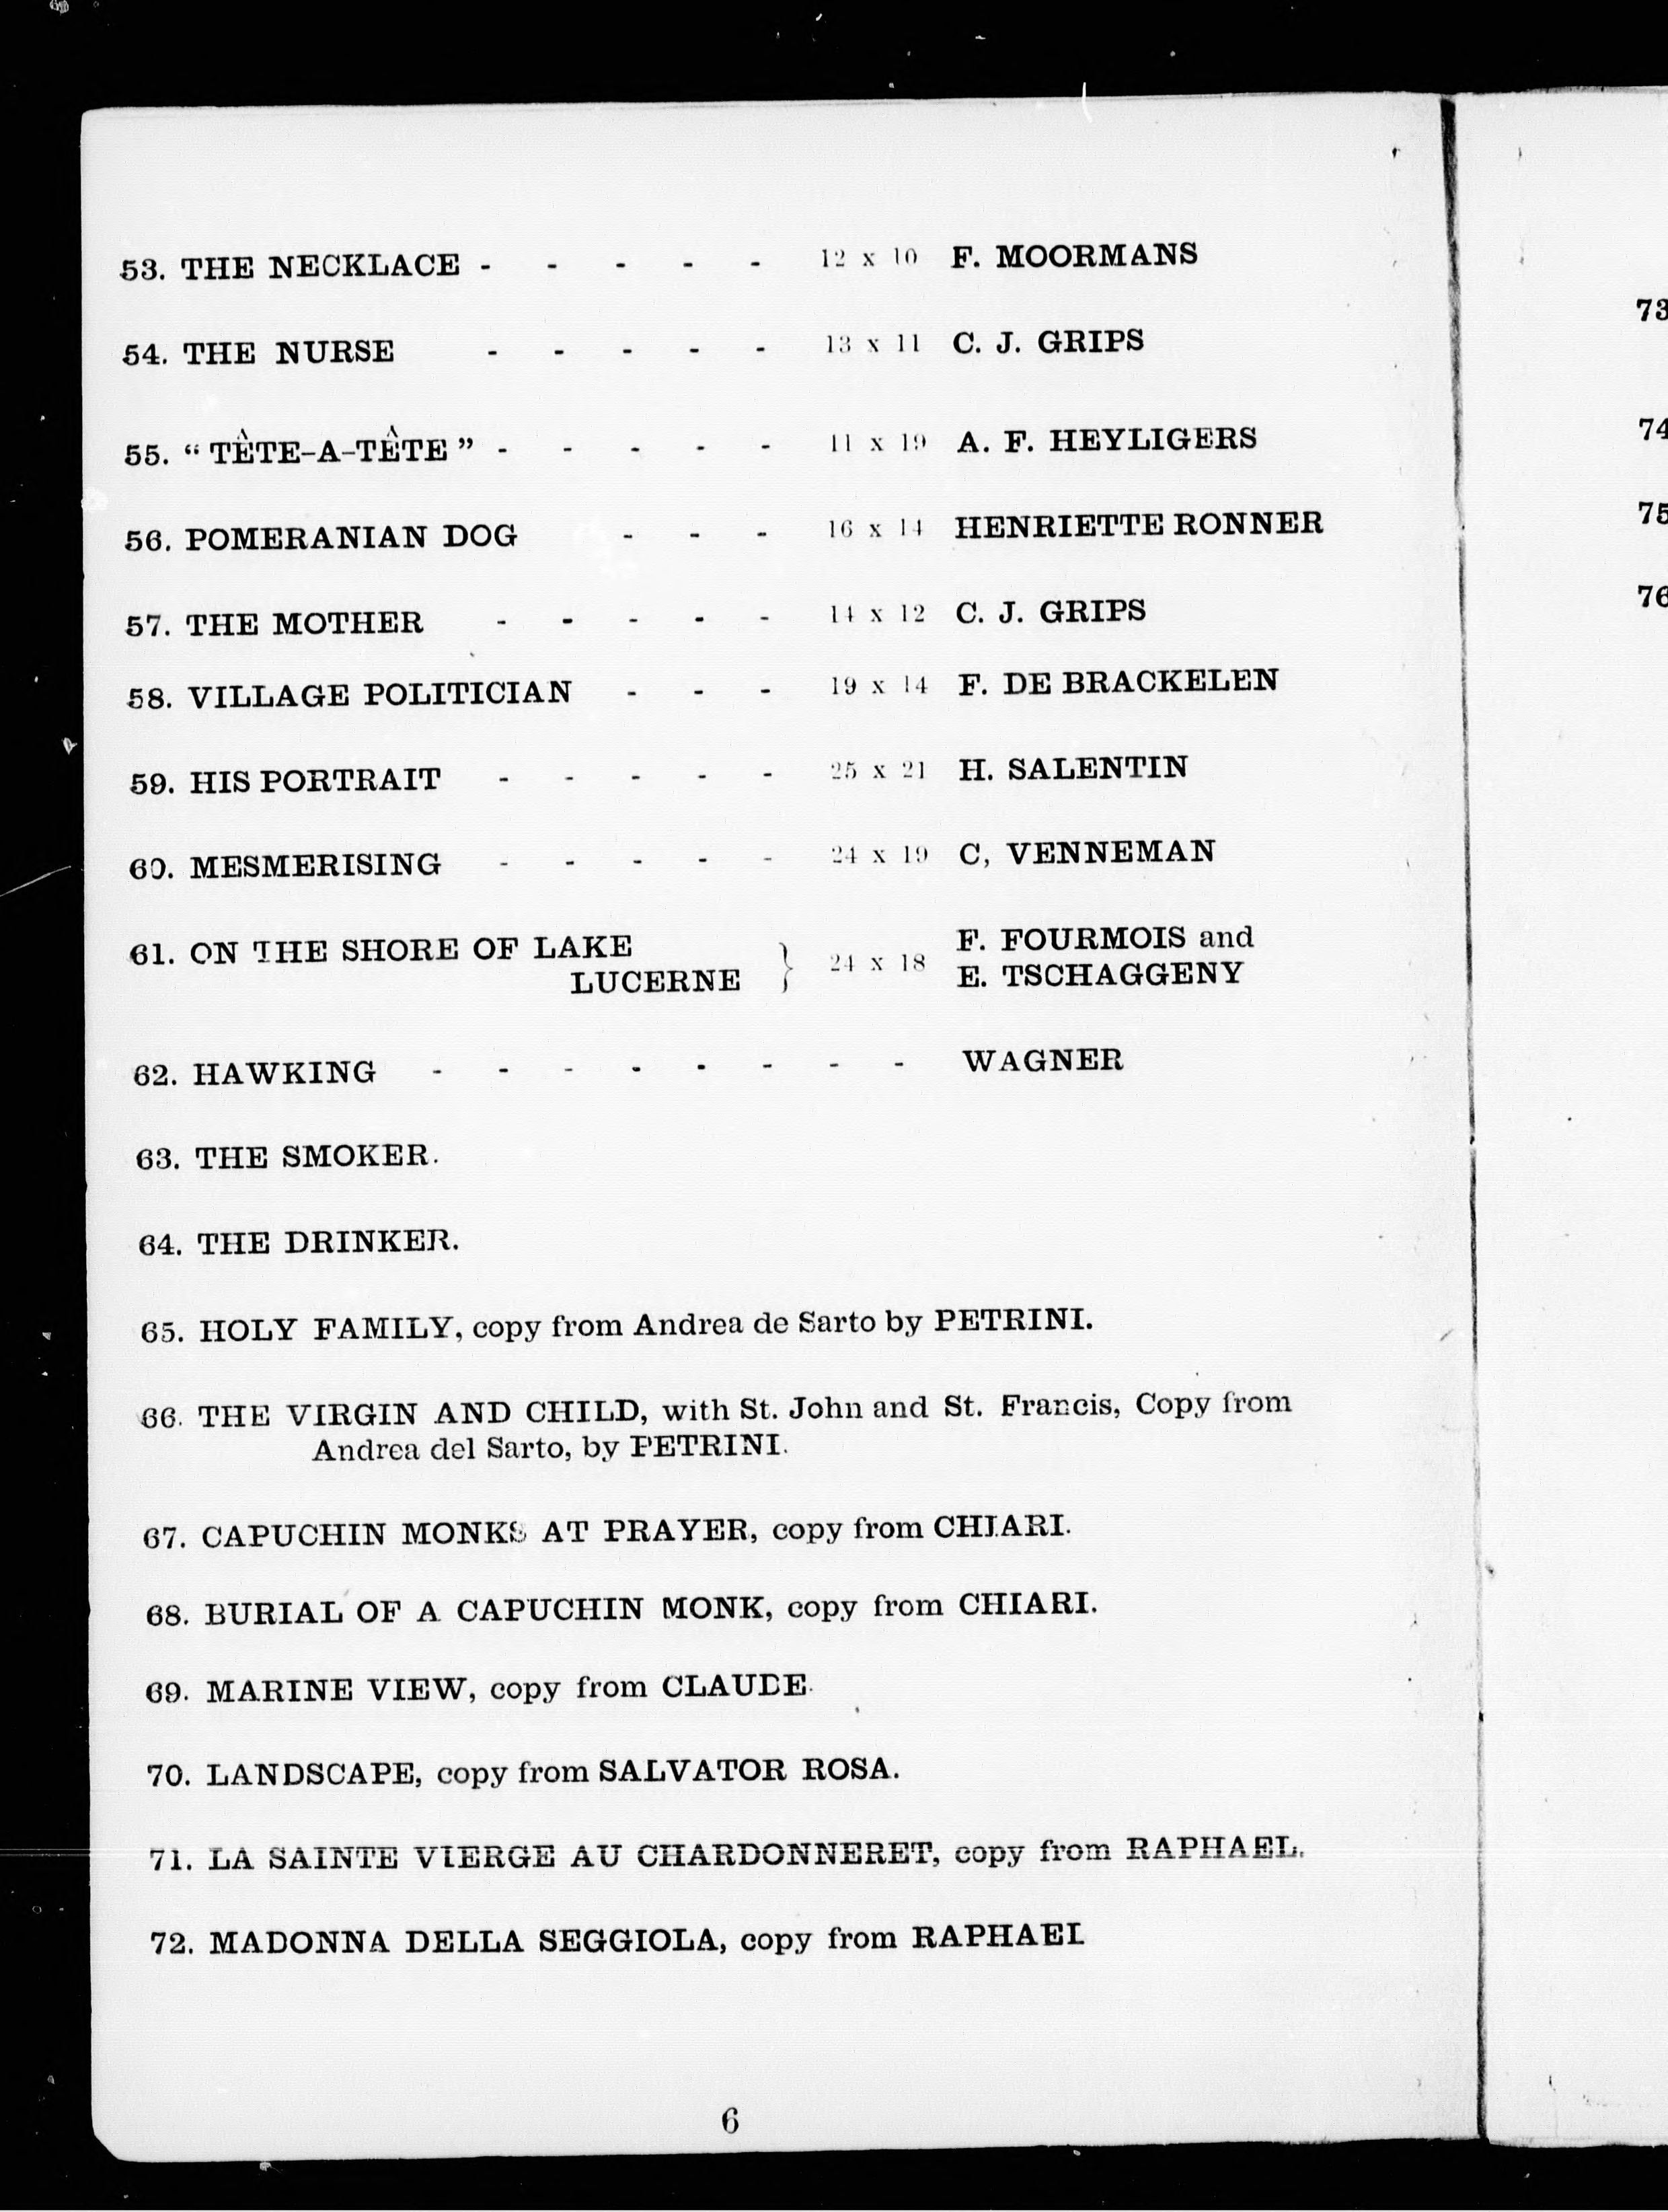 53. THE NECKLACE - - - - - 12 x 10 F. MOORMANS
54. THE NURSE - - - - - 13 x 11 C. J. GRIPS
55. “ TÊTE-A-TÊTE ” - - - - - 11 x 19 A. F. HEYLIGERS
56. POMERANIAN DOG - - - 16 x 14 HENRIETTE RONNER
57. THE MOTHER - - - - - 14 x 12 C. J. GRIPS
58. VILLAGE POLITICIAN - - - 19 x 14 F. DE BRACKELEN
59. HIS PORTRAIT - - - - - 25 x 21 H. SALENTIN
60. MESMERISING - - - - - 24 x 19 C, VENNEMAN
61. ON THE SHORE OF LAKE
LUCERNE } 24 x 18
F. FOURMOIS and
E. TSCHAGGENY
62. HAWKING - - - - - - - - WAGNER
63. THE SMOKER.
64. THE DRINKER.
65. HOLY FAMILY, copy from Andrea de Sarto by PETRINI.
66. THE VIRGIN AND CHILD, with St. John and St. Francis, Copy from
Andrea del Sarto, by PETRINI.
67. CAPUCHIN MONKS AT PRAYER, copy from CHIARI.
68. BURIAL OF A CAPUCHIN MONK, copy from CHIARI.
69. MARINE VIEW, copy from CLAUDE.
70. LANDSCAPE, copy from SALVATOR ROSA.
71. LA SAINTE VIERGE AU CHARDONNERET, copy from RAPHAEL.
72. MADONNA DELLA SEGGIOLA, copy from RAPHAEL
6
73
74
75
76